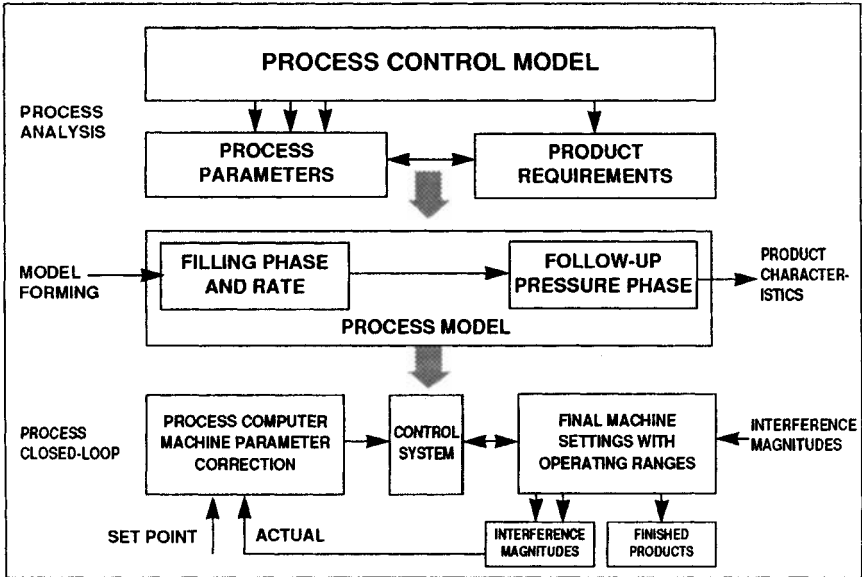 PROCESS CONTROL MODEL
PROCESS
ANALYSIS
PROCESS
PARAMETERS
PRODUCT
REQUIREMENTS
MODEL
FORMING
FILLING PHASE
AND RATE
FOLLOW-UP
PRESSURE PHASE
PRODUCT
CHARACTER-
ISTICS
PROCESS MODEL
PROCESS
CLOSED-LOOP
PROCESS COMPUTER
MACHINE PARAMETER
CORRECTION
CONTROL
SYSTEM
FINAL MACHINE
SETTINGS WITH
OPERATING RANGES
INTERFERENCE
MAGNITUDES
SET POINT
ACTUAL
INTERFERENCE
MAGNITUDES
FINISHED
PRODUCTS